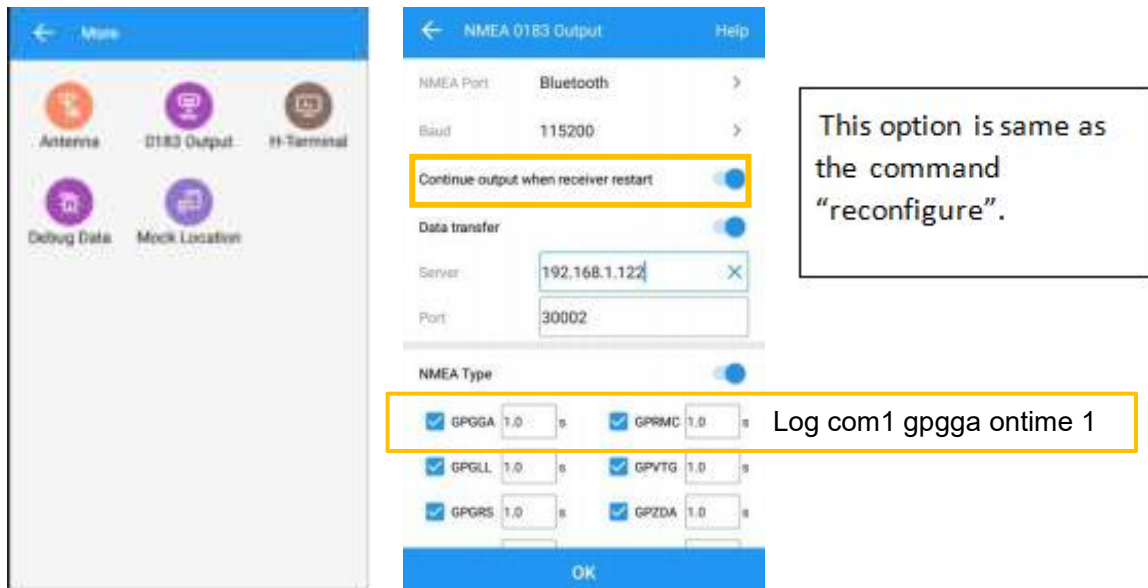 ← More
Antenna 0183 Output H-Terminal
Debug Data Mock Location
← NMEA 0183 Output Help
NMEA Port Bluetooth >
Baud 115200 >
Continue output when receiver restart
Data transfer
Server 192.168.1.122 ×
Port 30002
NMEA Type
GPGGA 1.0 s GPRMC 1.0 s
GPGLL 1.0 s GPVTG 1.0 s
GPGRS 1.0 s GPZDA 1.0 s
OK
This option is same as
the command
“reconfigure”.
Log com1 gpgga ontime 1